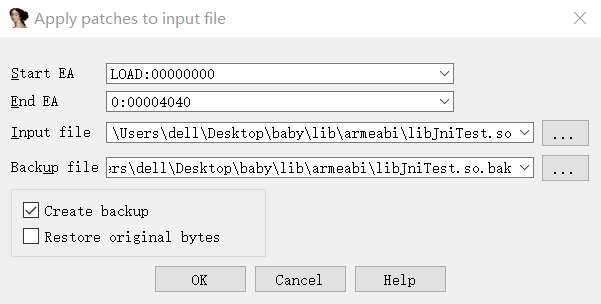 Apply patches to input file
Start EA LOAD:00000000
End EA 0:00004040
Input file \Users\dell\Desktop\baby\lib\armeabi\libJniTest.so ...
Backup file ers\dell\Desktop\baby\lib\armeabi\libJniTest.so.bak ...
Create backup
Restore original bytes
OK Cancel Help